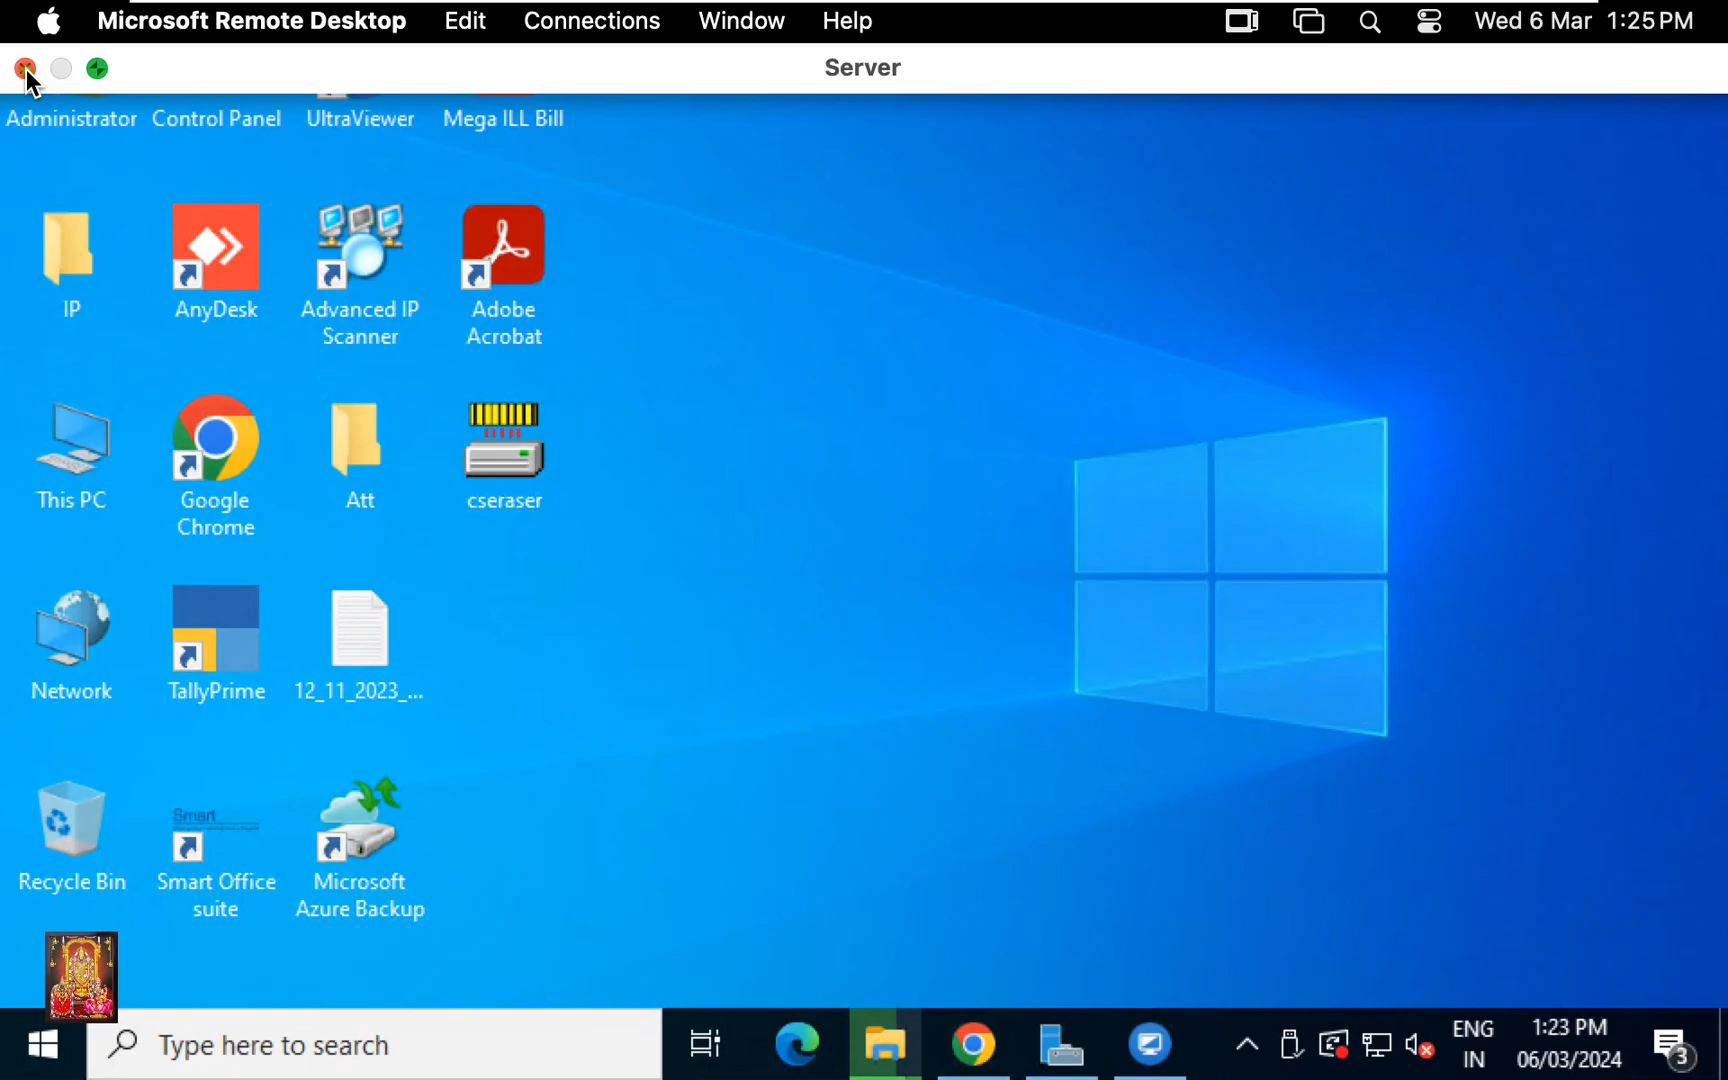 Microsoft Remote Desktop Edit Connections Window Help Wed 6 Mar 1:25 PM
Server
Administrator Control Panel UltraViewer Mega ILL Bill
IP AnyDesk Advanced IP Adobe
Scanner Acrobat
This PC Google Att cseraser
Chrome
Network TallyPrime 12_11_2023_...
Smart
Recycle Bin Smart Office Microsoft
suite Azure Backup
Type here to search ENG 1:23 PM
IN 06/03/2024 3